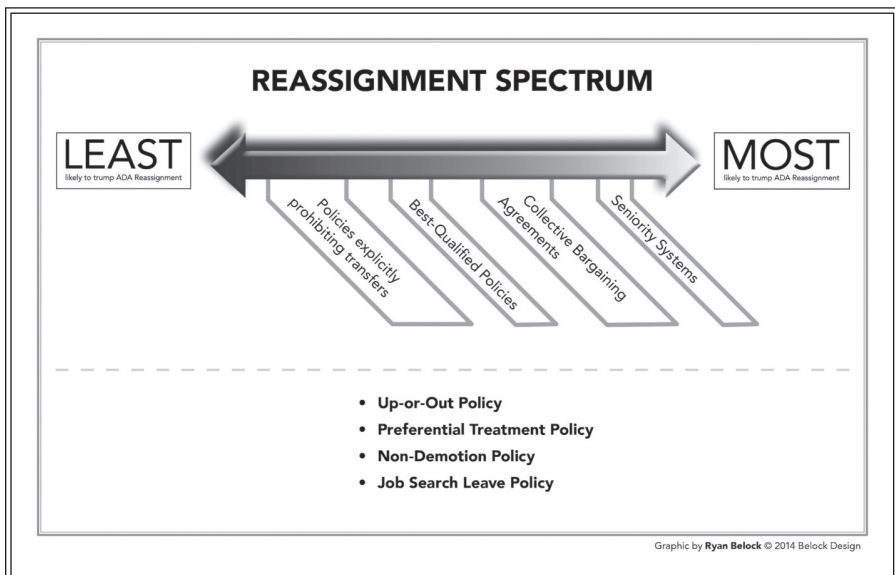 REASSIGNMENT SPECTRUM
LEAST
likely to trump ADA Reassignment
MOST
likely to trump ADA Reassignment
Policies explicitly
prohibiting transfers
Best-Qualified Policies
Collective Bargaining
Agreements
Seniority Systems
• Up-or-Out Policy
• Preferential Treatment Policy
• Non-Demotion Policy
• Job Search Leave Policy
Graphic by Ryan Belock © 2014 Belock Design